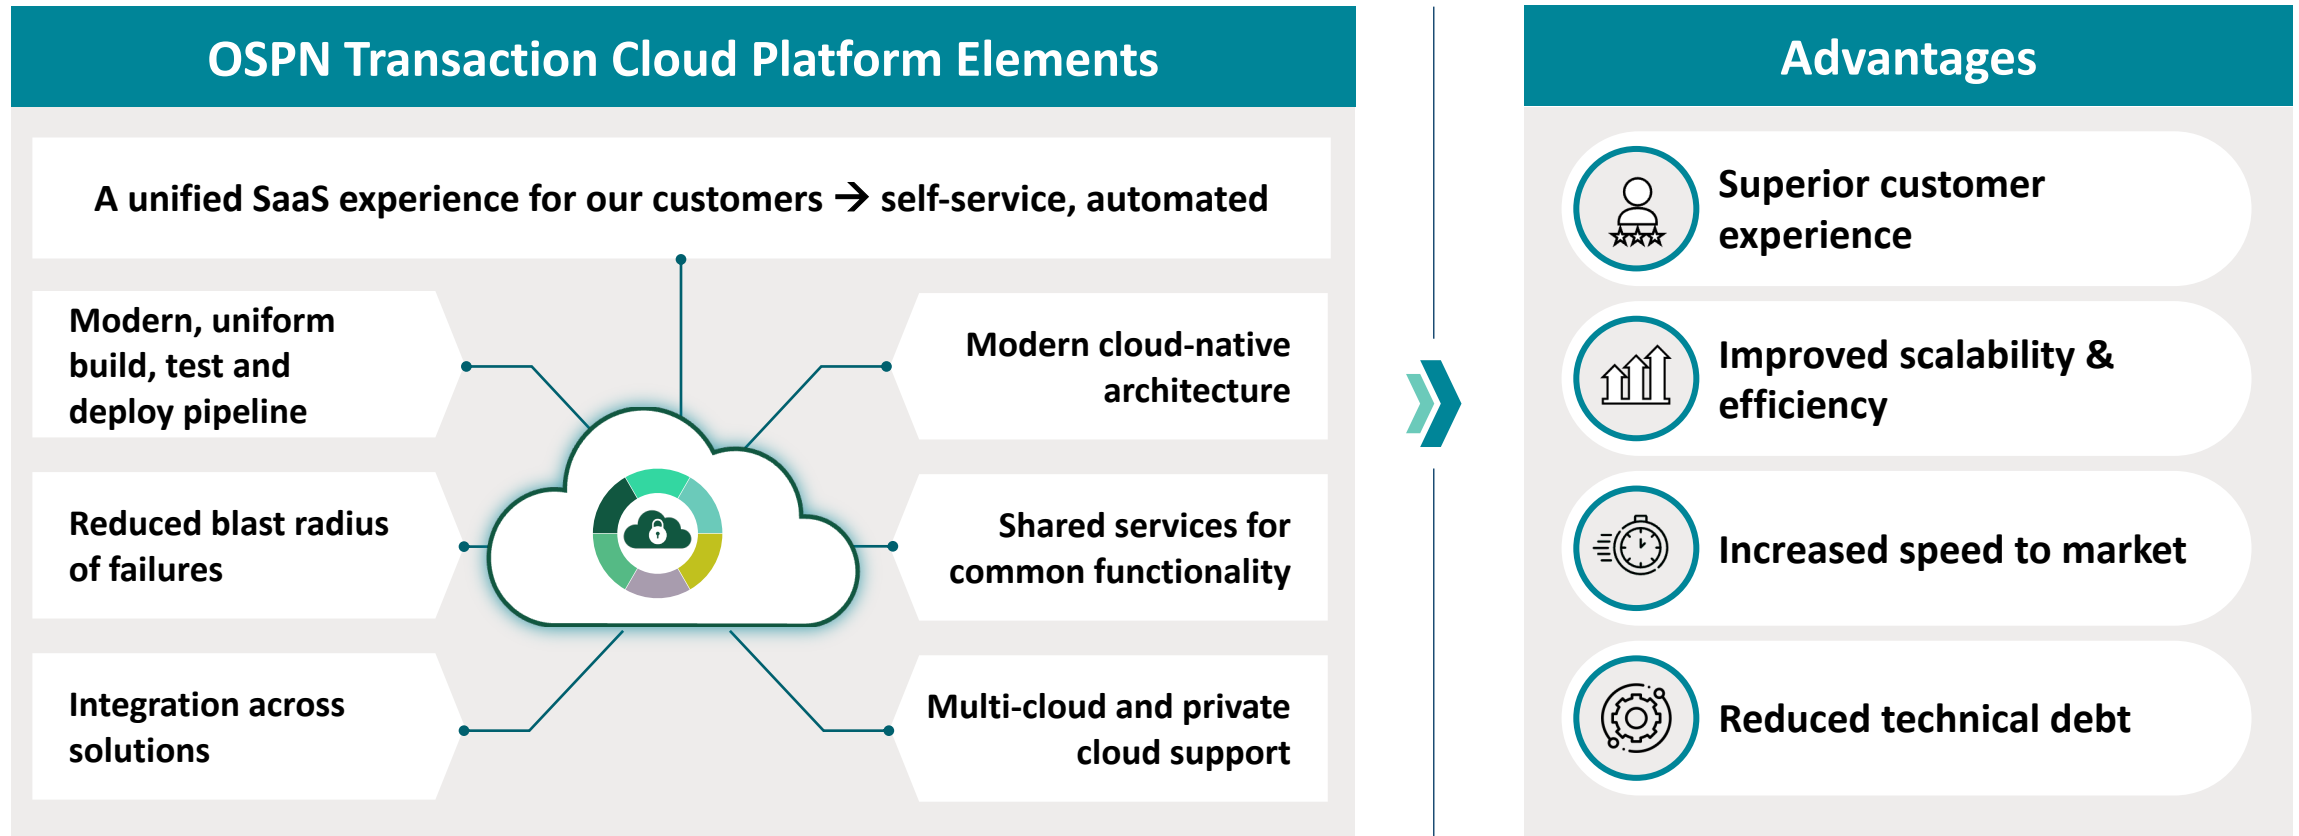 OSPN Transaction Cloud Platform Elements
A unified SaaS experience for our customers → self-service, automated
Modern, uniform
build, test and
deploy pipeline
Modern cloud-native
architecture
Reduced blast radius
of failures
Shared services for
common functionality
Integration across
solutions
Multi-cloud and private
cloud support
Advantages
Superior customer
experience
Improved scalability &
efficiency
Increased speed to market
Reduced technical debt